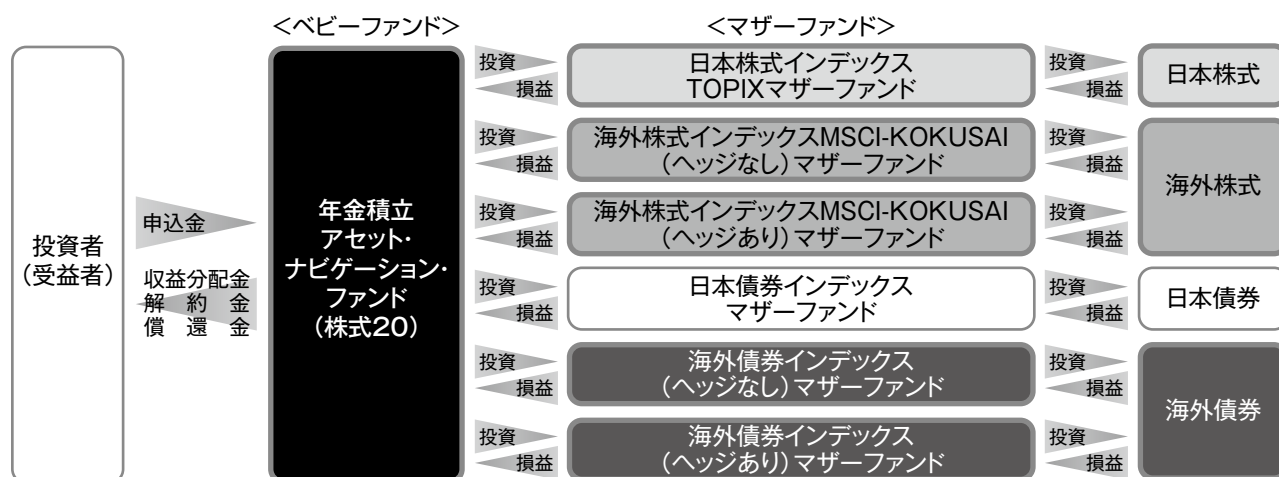 <ベビーファンド>
<マザーファンド>
投資者
(受益者)
申込金
収益分配金
解約金
償還金
年金積立
アセット・
ナビゲーション・
ファンド
(株式20)
投資
損益
日本株式インデックス
TOPIXマザーファンド
投資
損益
日本株式
投資
損益
海外株式インデックスMSCI-KOKUSAI
(ヘッジなし)マザーファンド
投資
損益
海外株式
投資
損益
海外株式インデックスMSCI-KOKUSAI
(ヘッジあり)マザーファンド
投資
損益
投資
損益
日本債券インデックス
マザーファンド
投資
損益
日本債券
投資
損益
海外債券インデックス
(ヘッジなし)マザーファンド
投資
損益
海外債券
投資
損益
海外債券インデックス
(ヘッジあり)マザーファンド
投資
損益